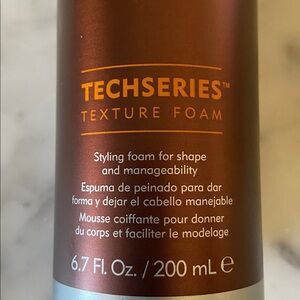 TECHSERIES™
TEXTURE FOAM
Styling foam for shape
and manageability
Espuma de peinado para dar
forma y dejar el cabello manejable
Mousse coiffante pour donner
du corps et faciliter le modelage
6.7 Fl. Oz. / 200 mL ℮